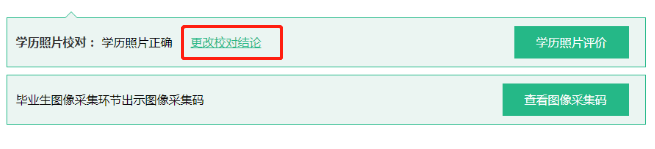 学历照片校对： 学历照片正确 更改校对结论 学历照片评价
毕业生图像采集环节出示图像采集码 查看图像采集码